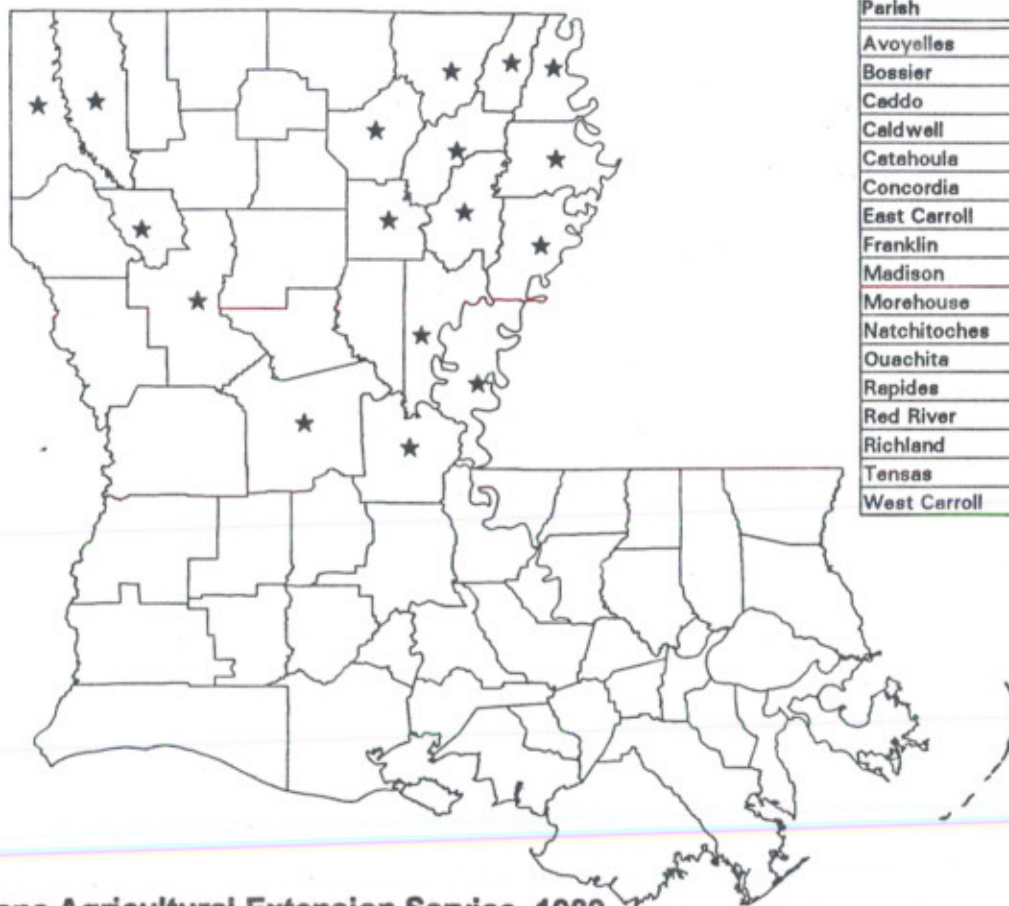 Parish
Avoyelles
Bossier
Caddo
Caldwell
Catahoula
Concordia
East Carroll
Franklin
Madison
Morehouse
Natchitoches
Ouachita
Rapides
Red River
Richland
Tensas
West Carroll
Agricultural Extension Service